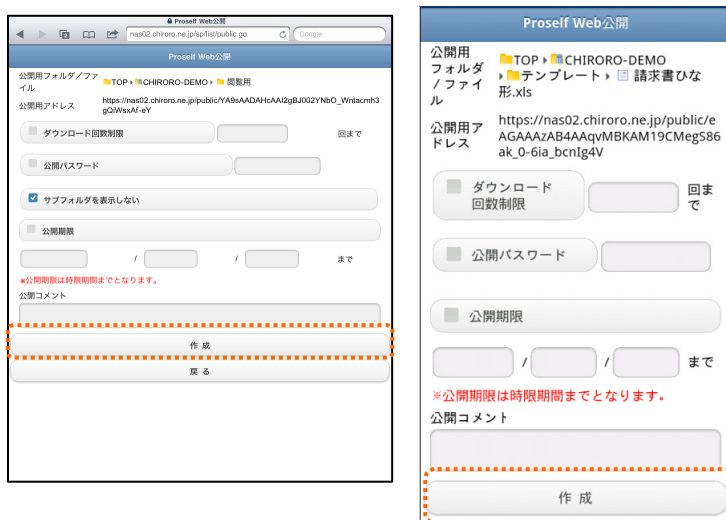 Proself Web公開
nas02.chiroro.ne.jp/sp/list/public.go
Google
Proself Web公開
公開用フォルダ／ファイル
TOP ▸ CHIRORO-DEMO ▸ 閲覧用
公開用アドレス
https://nas02.chiroro.ne.jp/public/YA9sAADAHcAAI2gBJ002YNbO_Wntacmh3
gQiWsxAf-eY
ダウンロード回数制限
回まで
公開パスワード
サブフォルダを表示しない
公開期限
/ / まで
※公開期限は時限期間までとなります。
公開コメント
作 成
戻 る
Proself Web公開
公開用
フォルダ
／ファイ
ル
TOP ▸ CHIRORO-DEMO
▸ テンプレート ▸ 請求書ひな
形.xls
公開用ア
ドレス
https://nas02.chiroro.ne.jp/public/e
AGAAAzAB4AAqvMBKAM19CMegS86
ak_0-6ia_bcnIg4V
ダウンロード
回数制限
回ま
で
公開パスワード
公開期限
/ / まで
※公開期限は時限期間までとなります。
公開コメント
作 成